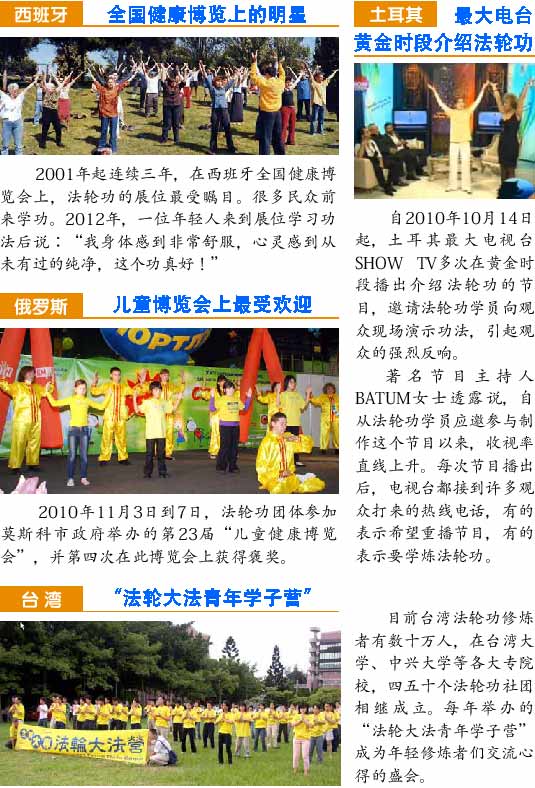 西班牙
全国健康博览上的明星
2001年起连续三年，在西班牙全国健康博
览会上，法轮功的展位最受瞩目。很多民众前
来学功。2012年，一位年轻人来到展位学习功
法后说：“我身体感到非常舒服，心灵感到从
未有过的纯净，这个功真好！”
土耳其
最大电台
黄金时段介绍法轮功
自2010年10月14日
起，土耳其最大电视台
SHOW TV多次在黄金时
段播出介绍法轮功的节
目，邀请法轮功学员向观
众现场演示功法，引起观
众的强烈反响。
著名节目主持人
BATUM女士透露说，自
从法轮功学员应邀参与制
作这个节目以来，收视率
直线上升。每次节目播出
后，电视台都接到许多观
众打来的热线电话，有的
表示希望重播节目，有的
表示要学炼法轮功。
俄罗斯
儿童博览会上最受欢迎
2010年11月3日到7日，法轮功团体参加
莫斯科市政府举办的第23届“儿童健康博览
会”，并第四次在此博览会上获得褒奖。
台湾
“法轮大法青年学子营”
法輪大法營
目前台湾法轮功修炼
者有数十万人，在台湾大
学、中兴大学等各大专院
校，四五十个法轮功社团
相继成立。每年举办的
“法轮大法青年学子营”
成为年轻修炼者们交流心
得的盛会。